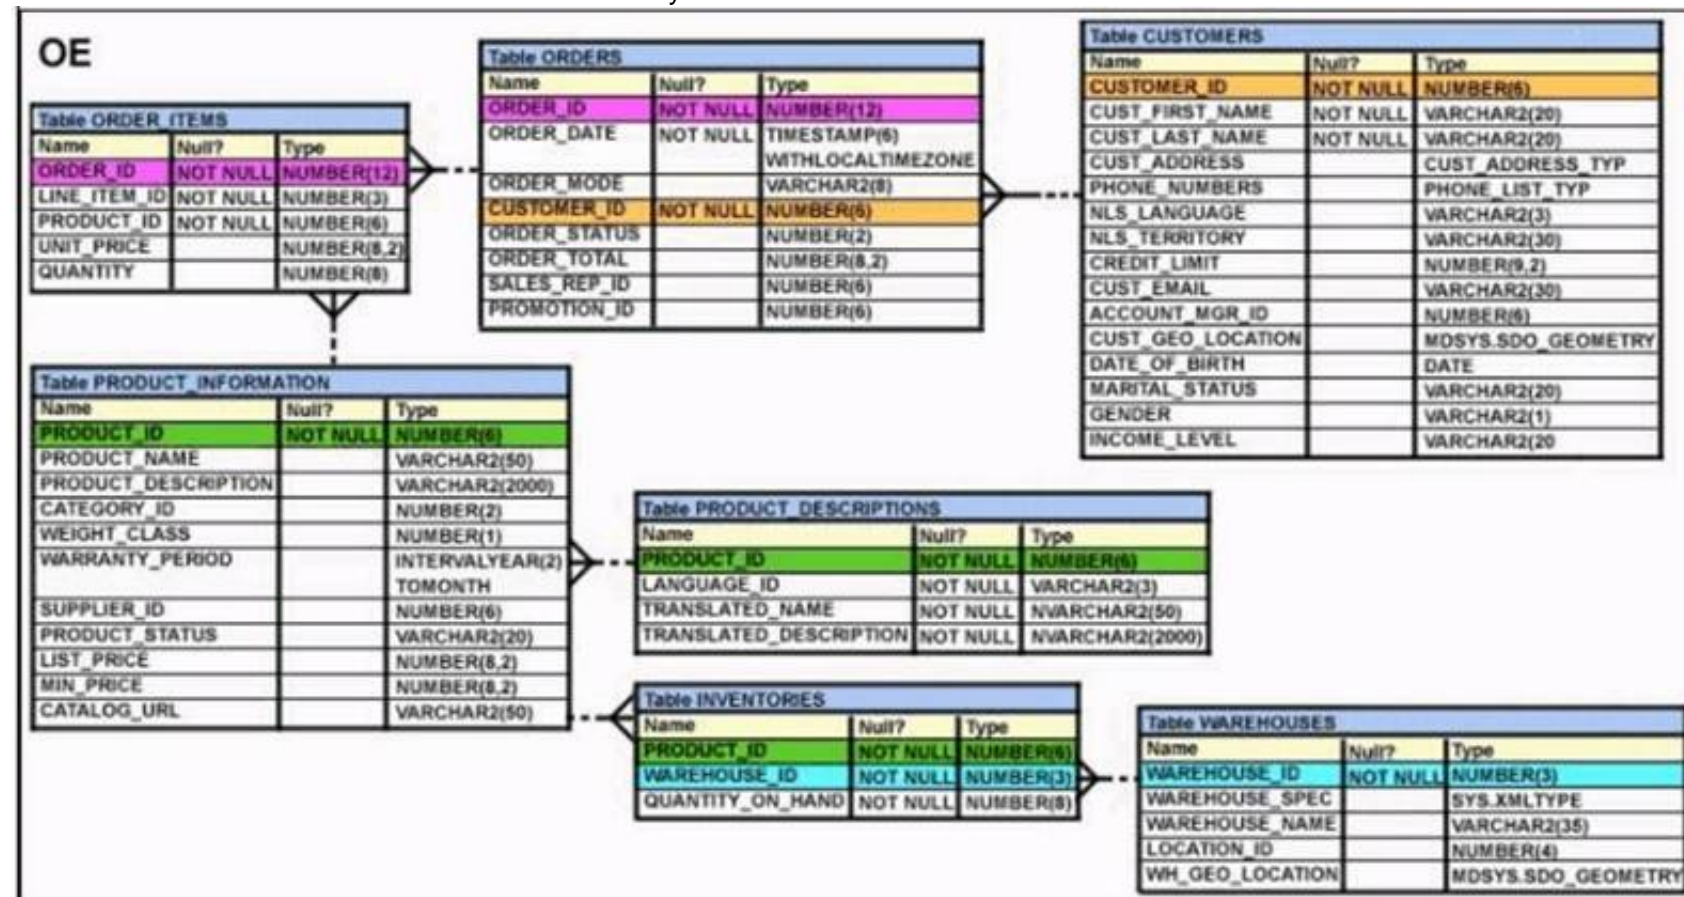 OE
Table ORDER_ITEMS
Name Null? Type
ORDER_ID NOT NULL NUMBER(12)
LINE_ITEM_ID NOT NULL NUMBER(3)
PRODUCT_ID NOT NULL NUMBER(6)
UNIT_PRICE NUMBER(8,2)
QUANTITY NUMBER(8)
Table ORDERS
Name Null? Type
ORDER_ID NOT NULL NUMBER(12)
ORDER_DATE NOT NULL TIMESTAMP(6)
WITHLOCALTIMEZONE
ORDER_MODE VARCHAR2(8)
CUSTOMER_ID NOT NULL NUMBER(6)
ORDER_STATUS NUMBER(2)
ORDER_TOTAL NUMBER(8,2)
SALES_REP_ID NUMBER(6)
PROMOTION_ID NUMBER(6)
Table CUSTOMERS
Name Null? Type
CUSTOMER_ID NOT NULL NUMBER(6)
CUST_FIRST_NAME NOT NULL VARCHAR2(20)
CUST_LAST_NAME NOT NULL VARCHAR2(20)
CUST_ADDRESS CUST_ADDRESS_TYP
PHONE_NUMBERS PHONE_LIST_TYP
NLS_LANGUAGE VARCHAR2(3)
NLS_TERRITORY VARCHAR2(30)
CREDIT_LIMIT NUMBER(9,2)
CUST_EMAIL VARCHAR2(30)
ACCOUNT_MGR_ID NUMBER(6)
CUST_GEO_LOCATION MDSYS.SDO_GEOMETRY
DATE_OF_BIRTH DATE
MARITAL_STATUS VARCHAR2(20)
GENDER VARCHAR2(1)
INCOME_LEVEL VARCHAR2(20
Table PRODUCT_INFORMATION
Name Null? Type
PRODUCT_ID NOT NULL NUMBER(6)
PRODUCT_NAME VARCHAR2(50)
PRODUCT_DESCRIPTION VARCHAR2(2000)
CATEGORY_ID NUMBER(2)
WEIGHT_CLASS NUMBER(1)
WARRANTY_PERIOD INTERVALYEAR(2)
TOMONTH
SUPPLIER_ID NUMBER(6)
PRODUCT_STATUS VARCHAR2(20)
LIST_PRICE NUMBER(8,2)
MIN_PRICE NUMBER(8,2)
CATALOG_URL VARCHAR2(50)
Table PRODUCT_DESCRIPTIONS
Name Null? Type
PRODUCT_ID NOT NULL NUMBER(6)
LANGUAGE_ID NOT NULL VARCHAR2(3)
TRANSLATED_NAME NOT NULL NVARCHAR2(50)
TRANSLATED_DESCRIPTION NOT NULL NVARCHAR2(2000)
Table INVENTORIES
Name Null? Type
PRODUCT_ID NOT NULL NUMBER(6)
WAREHOUSE_ID NOT NULL NUMBER(3)
QUANTITY_ON_HAND NOT NULL NUMBER(8)
Table WAREHOUSES
Name Null? Type
WAREHOUSE_ID NOT NULL NUMBER(3)
WAREHOUSE_SPEC SYS.XMLTYPE
WAREHOUSE_NAME VARCHAR2(35)
LOCATION_ID NUMBER(4)
WH_GEO_LOCATION MDSYS.SDO_GEOMETRY